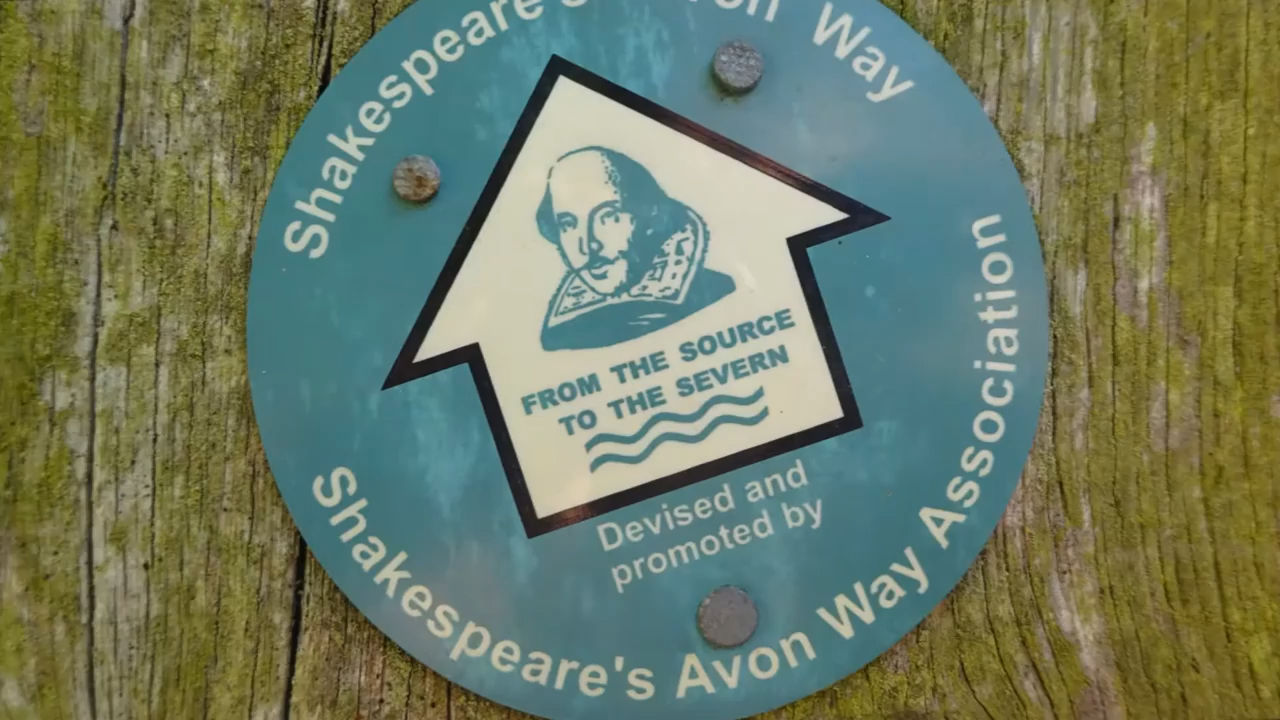 Shakespeare's Avon Way
FROM THE SOURCE
TO THE SEVERN
Devised and
promoted by
Shakespeare's Avon Way Association